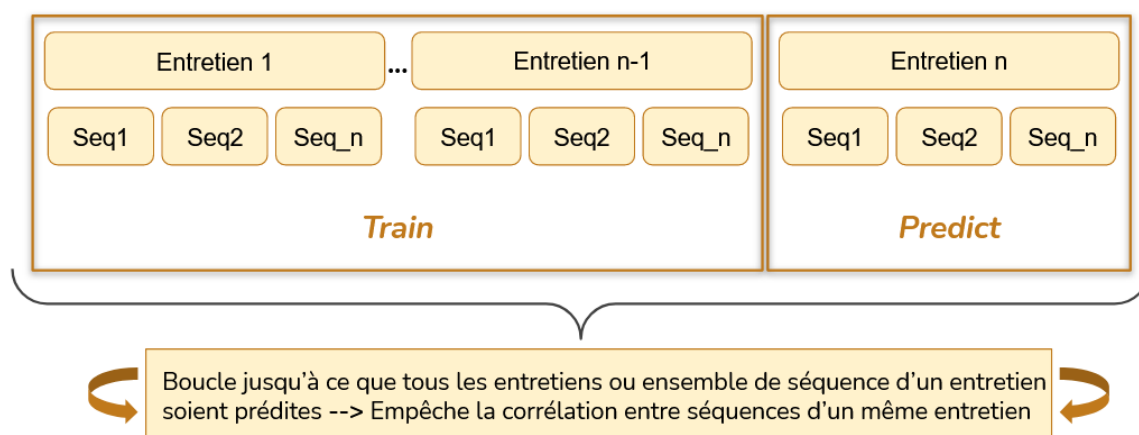 Entretien 1 ... Entretien n-1 Entretien n
Seq1 Seq2 Seq_n Seq1 Seq2 Seq_n Seq1 Seq2 Seq_n
Train Predict
Boucle jusqu'à ce que tous les entretiens ou ensemble de séquence d'un entretien
soient prédites --> Empêche la corrélation entre séquences d'un même entretien